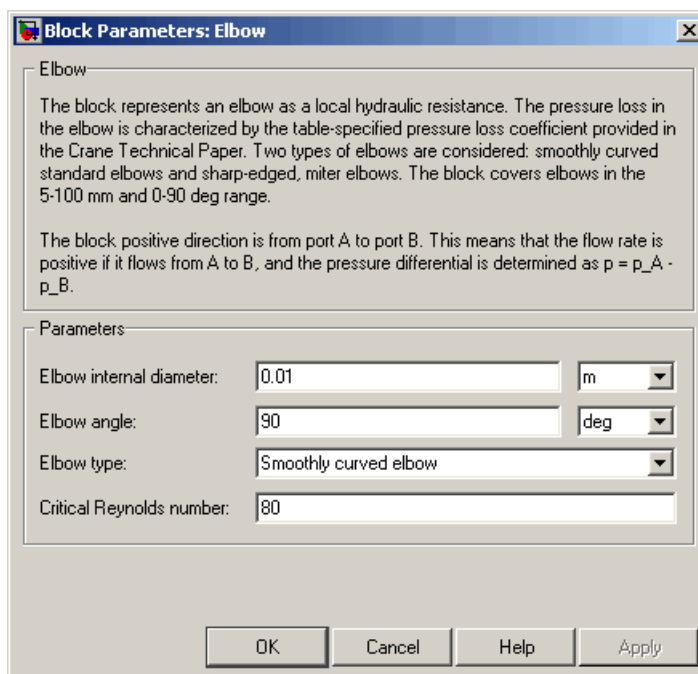 Block Parameters: Elbow
Elbow
The block represents an elbow as a local hydraulic resistance. The pressure loss in
the elbow is characterized by the table-specified pressure loss coefficient provided in
the Crane Technical Paper. Two types of elbows are considered: smoothly curved
standard elbows and sharp-edged, miter elbows. The block covers elbows in the
5-100 mm and 0-90 deg range.
The block positive direction is from port A to port B. This means that the flow rate is
positive if it flows from A to B, and the pressure differential is determined as p = p_A -
p_B.
Parameters
Elbow internal diameter: 0.01 m
Elbow angle: 90 deg
Elbow type: Smoothly curved elbow
Critical Reynolds number: 80
OK Cancel Help Apply